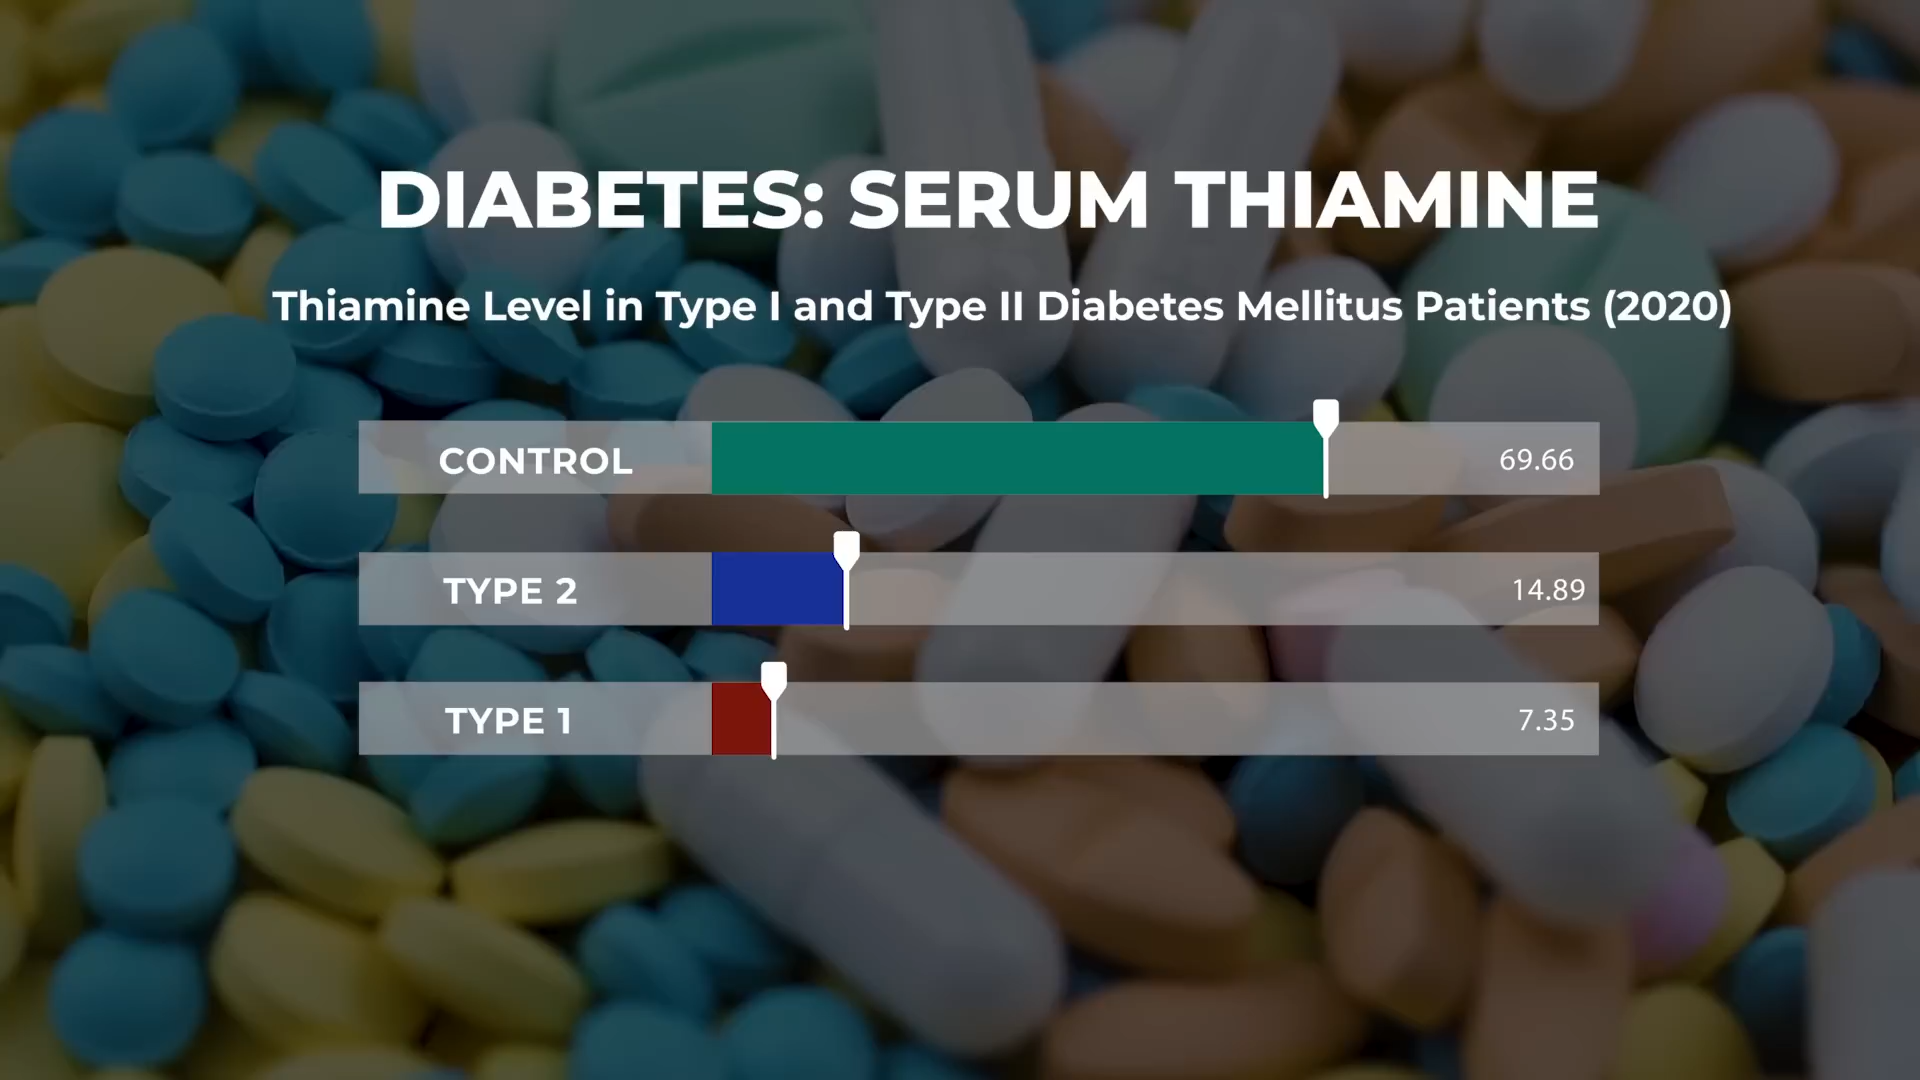 DIABETES: SERUM THIAMINE
Thiamine Level in Type I and Type II Diabetes Mellitus Patients (2020)
CONTROL 69.66
TYPE 2 14.89
TYPE 1 7.35